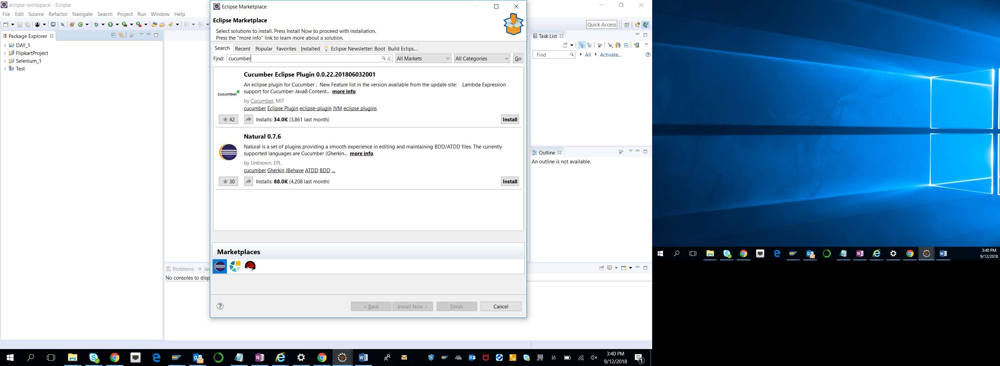 eclipse-workspace - Eclipse
File Edit Source Refactor Navigate Search Project Run Window Help
Quick Access
Package Explorer
DAY_1
FlipkartProject
Selenium_1
Test
Eclipse Marketplace
Eclipse Marketplace
Select solutions to install. Press Install Now to proceed with installation.
Press the "more info" link to learn more about a solution.
Search Recent Popular Favorites Installed Eclipse Newsletter: Boot Build Eclips...
Find: cucumber All Markets All Categories Go
Cucumber Eclipse Plugin 0.0.22.201806032001
An eclipse plugin for Cucumber . New Feature list in the version available from the update site: Lambda Expression
support for Cucumber-Java8 Content... more info
cucumber
by Cucumber, MIT
cucumber Eclipse Plugin eclipse-plugin JVM eclipse plugins
42 Installs: 34.0K (3,861 last month) Install
Natural 0.7.6
Natural is a set of plugins providing a smooth experience in editing and maintaining BDD/ATDD files. The currently
supported languages are Cucumber (Gherkin... more info
by Unknown, EPL
cucumber Gherkin JBehave ATDD BDD ...
30 Installs: 88.0K (4,208 last month) Install
Marketplaces
< Back Install Now > Finish Cancel
Task List
Find All Activate...
Outline
An outline is not available.
Problems @ Jav
No consoles to disp
3:40 PM
9/12/2018
1
3:40 PM
9/12/2018